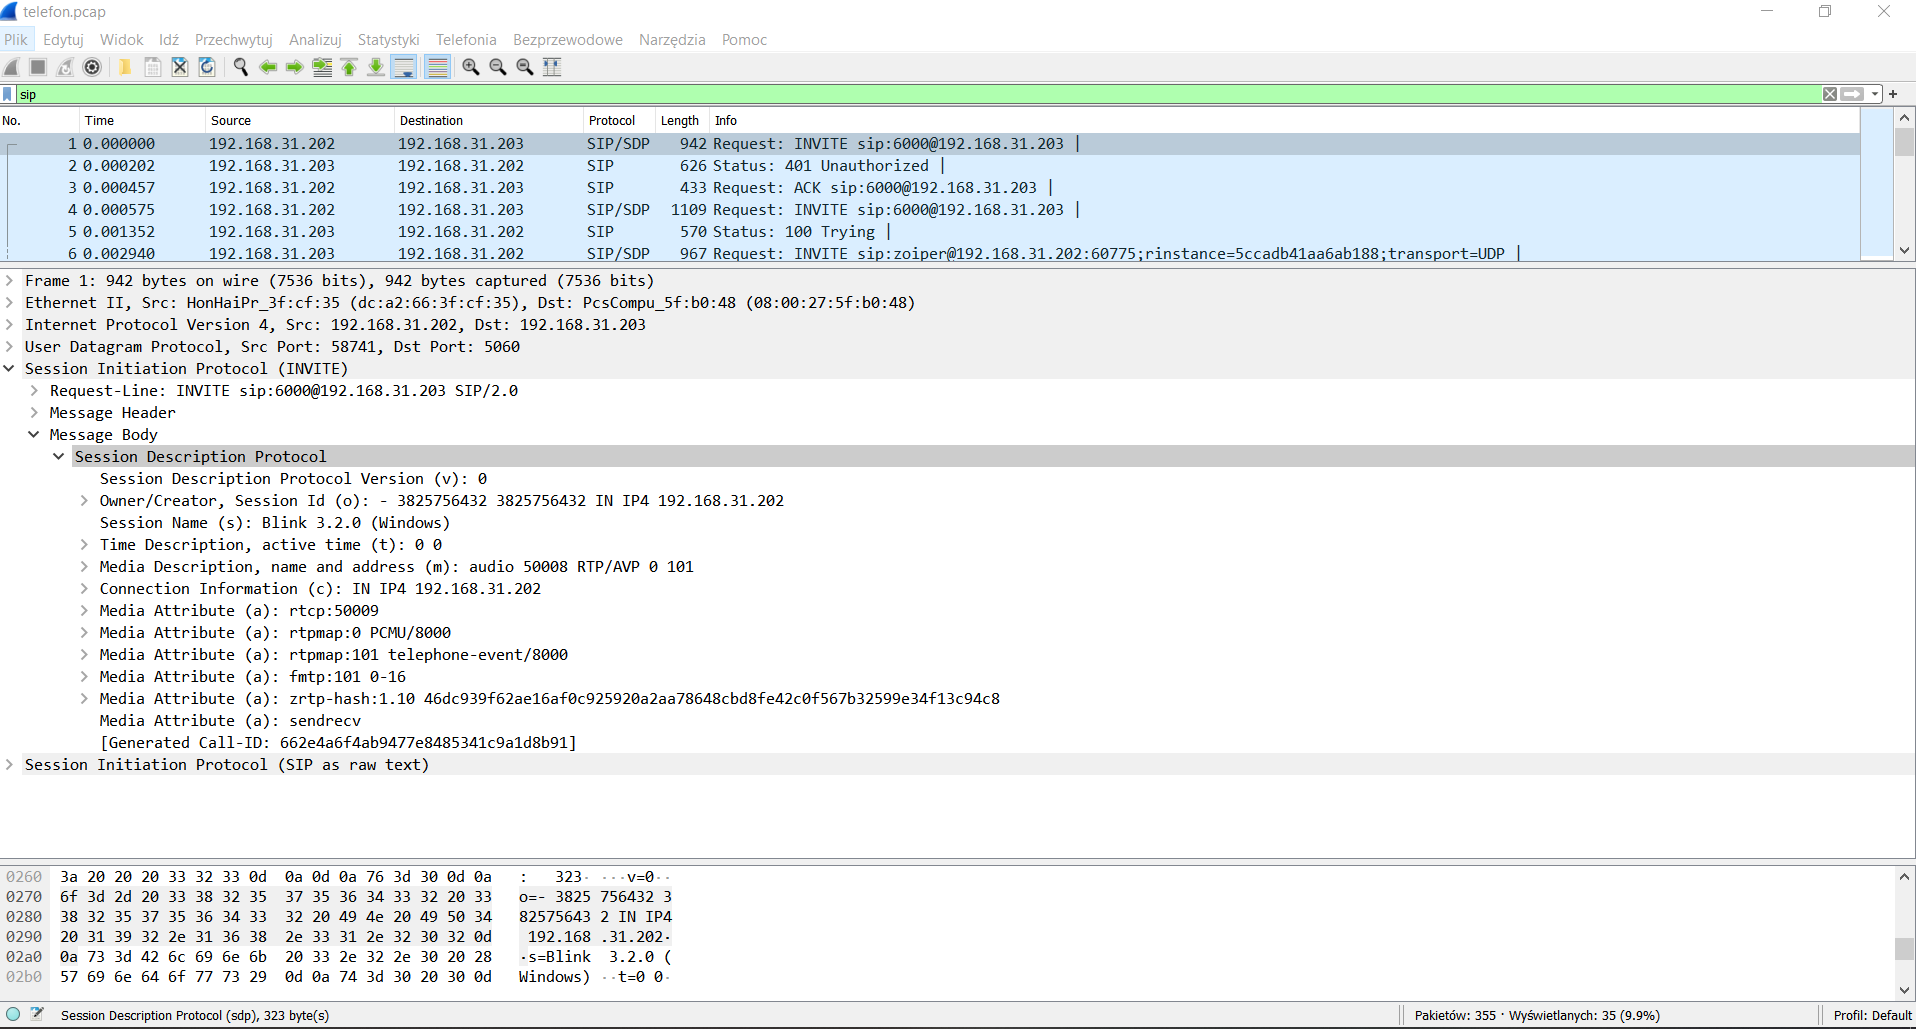 telefon.pcap
Plik Edytuj Widok Idź Przechwytuj Analizuj Statystyki Telefonia Bezprzewodowe Narzędzia Pomoc
sip
No. Time Source Destination Protocol Length Info
1 0.000000 192.168.31.202 192.168.31.203 SIP/SDP 942 Request: INVITE sip:6000@192.168.31.203 |
2 0.000202 192.168.31.203 192.168.31.202 SIP 626 Status: 401 Unauthorized |
3 0.000457 192.168.31.202 192.168.31.203 SIP 433 Request: ACK sip:6000@192.168.31.203 |
4 0.000575 192.168.31.202 192.168.31.203 SIP/SDP 1109 Request: INVITE sip:6000@192.168.31.203 |
5 0.001352 192.168.31.203 192.168.31.202 SIP 570 Status: 100 Trying |
6 0.002940 192.168.31.203 192.168.31.202 SIP/SDP 967 Request: INVITE sip:zoiper@192.168.31.202:60775;rinstance=5ccadb41aa6ab188;transport=UDP |
Frame 1: 942 bytes on wire (7536 bits), 942 bytes captured (7536 bits)
Ethernet II, Src: HonHaiPr_3f:cf:35 (dc:a2:66:3f:cf:35), Dst: PcsCompu_5f:b0:48 (08:00:27:5f:b0:48)
Internet Protocol Version 4, Src: 192.168.31.202, Dst: 192.168.31.203
User Datagram Protocol, Src Port: 58741, Dst Port: 5060
Session Initiation Protocol (INVITE)
Request-Line: INVITE sip:6000@192.168.31.203 SIP/2.0
Message Header
Message Body
Session Description Protocol
Session Description Protocol Version (v): 0
Owner/Creator, Session Id (o): - 3825756432 3825756432 IN IP4 192.168.31.202
Session Name (s): Blink 3.2.0 (Windows)
Time Description, active time (t): 0 0
Media Description, name and address (m): audio 50008 RTP/AVP 0 101
Connection Information (c): IN IP4 192.168.31.202
Media Attribute (a): rtcp:50009
Media Attribute (a): rtpmap:0 PCMU/8000
Media Attribute (a): rtpmap:101 telephone-event/8000
Media Attribute (a): fmtp:101 0-16
Media Attribute (a): zrtp-hash:1.10 46dc939f62ae16af0c925920a2aa78648cbd8fe42c0f567b32599e34f13c94c8
Media Attribute (a): sendrecv
[Generated Call-ID: 662e4a6f4ab9477e8485341c9a1d8b91]
Session Initiation Protocol (SIP as raw text)
0260 3a 20 20 20 33 32 33 0d 0a 0d 0a 76 3d 30 0d 0a :   323· ···v=0··
0270 6f 3d 2d 20 33 38 32 35 37 35 36 34 33 32 20 33 o=- 3825 756432 3
0280 38 32 35 37 35 36 34 33 32 20 49 4e 20 49 50 34 82575643 2 IN IP4
0290 20 31 39 32 2e 31 36 38 2e 33 31 2e 32 30 32 0d 192.168 .31.202·
02a0 0a 73 3d 42 6c 69 6e 6b 20 33 2e 32 2e 30 20 28 ·s=Blink 3.2.0 (
02b0 57 69 6e 64 6f 77 73 29 0d 0a 74 3d 30 20 30 0d Windows) ··t=0 0·
Session Description Protocol (sdp), 323 byte(s)
Pakietów: 355 · Wyświetlanych: 35 (9.9%)
Profil: Default